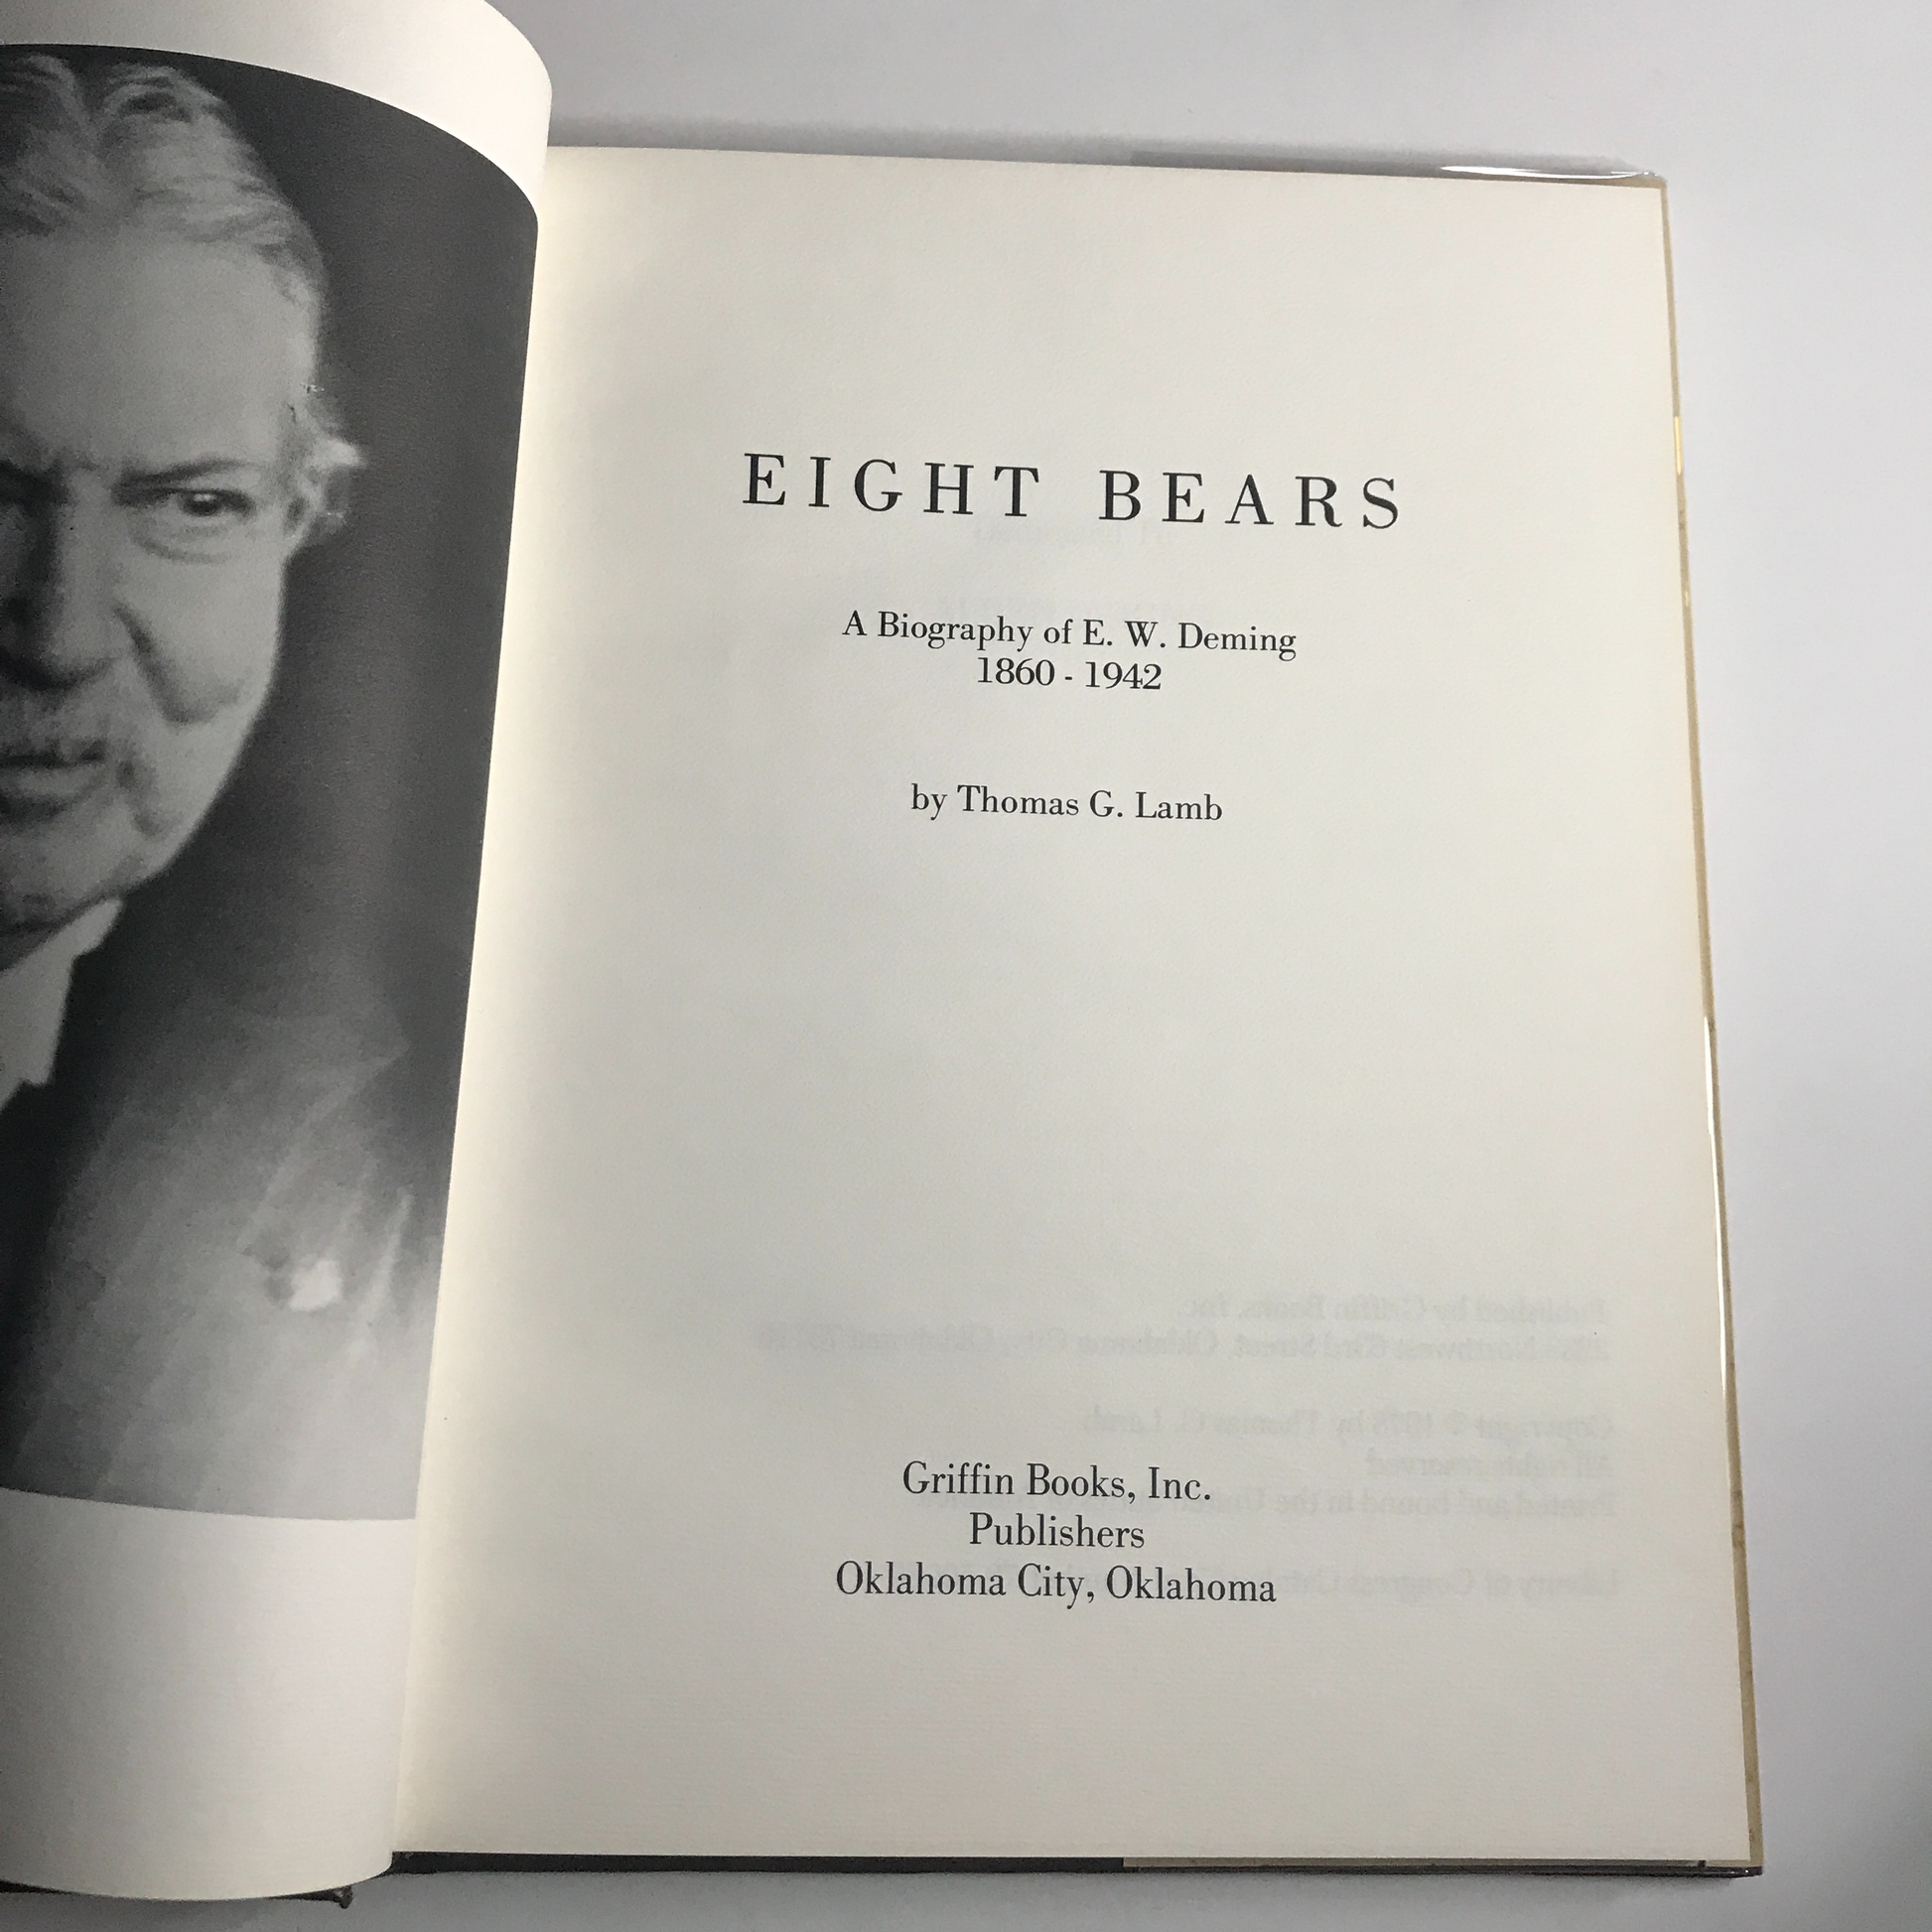 EIGHT BEARS
A Biography of E. W. Deming
1860 - 1942
by Thomas G. Lamb
Griffin Books, Inc.
Publishers
Oklahoma City, Oklahoma